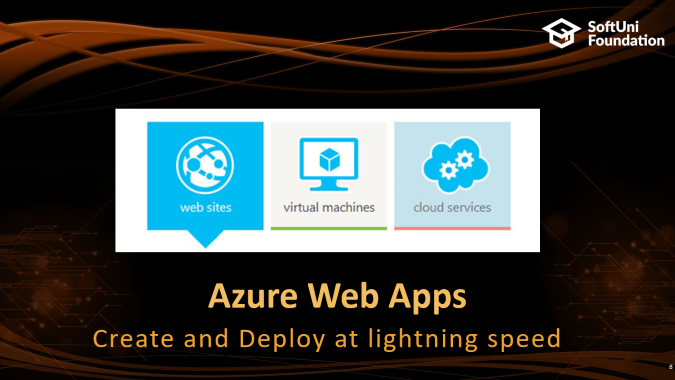 SoftUni
Foundation
web sites
virtual machines
cloud services
Azure Web Apps
Create and Deploy at lightning speed
8